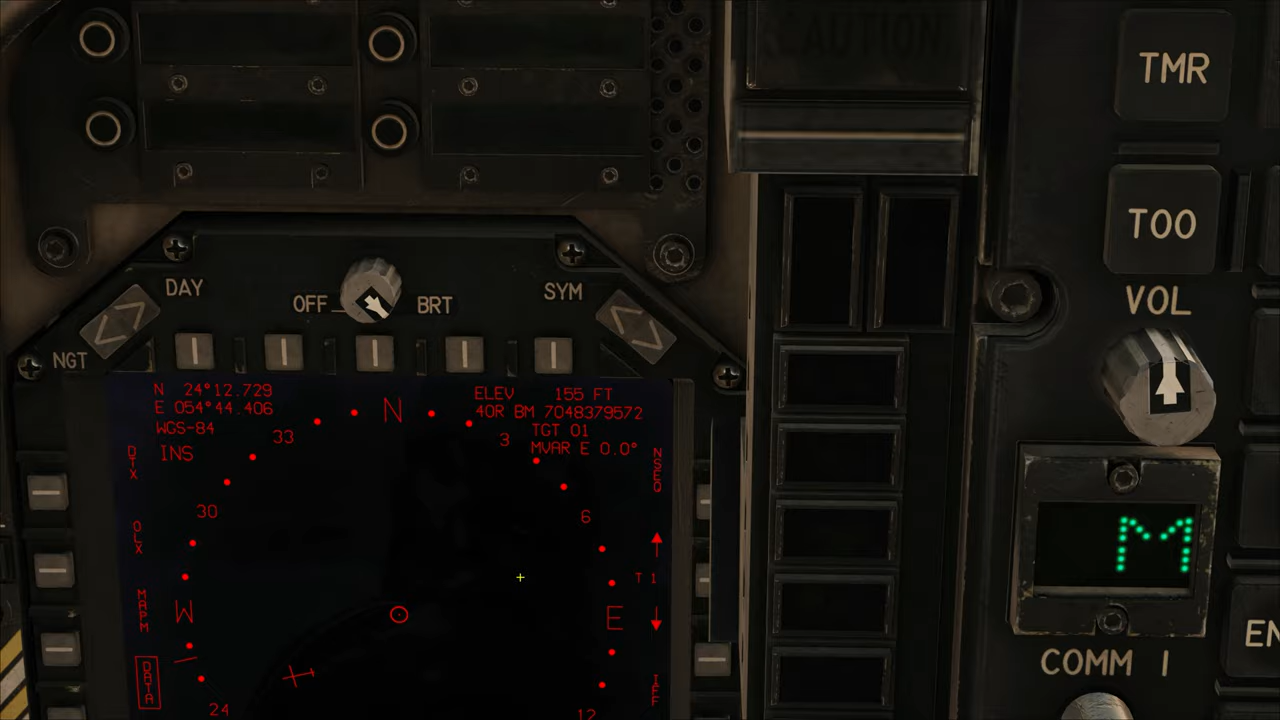 CAUTION
TMR
TOO
VOL
DAY
OFF
BRT
SYM
NGT
N 24°12.729
E 054°44.406
WGS-84
INS
ELEV 155 FT
40R BM 7048379572
TGT 01
MVAR E 0.0°
N
33
3
30
6
W
E
24
12
DTX
OLX
MAPM
DATA
NSEQ
T 1
IFF
M
COMM 1